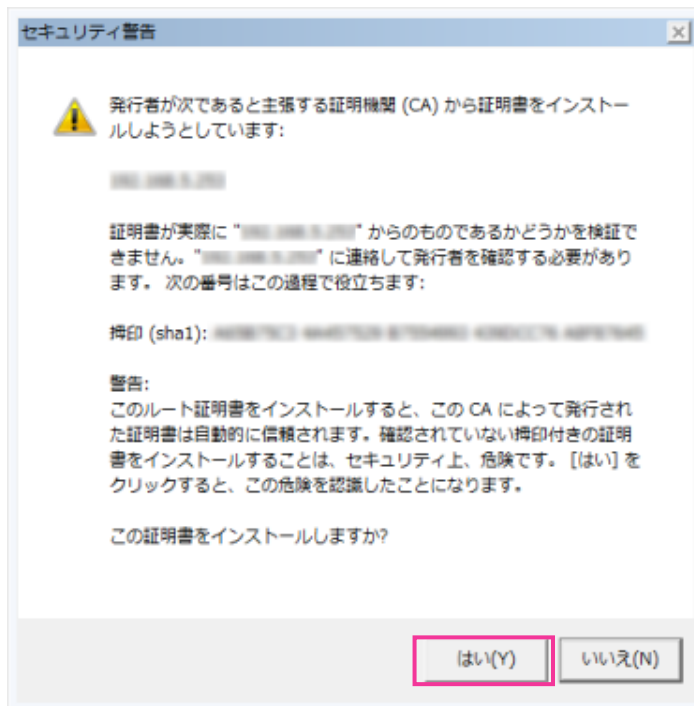 セキュリティ警告
発行者が次であると主張する証明機関 (CA) から証明書をインストー
ルしようとしています:
証明書が実際に "" からのものであるかどうかを検証で
きません。"" に連絡して発行者を確認する必要があり
ます。 次の番号はこの過程で役立ちます:
拇印 (sha1):
警告:
このルート証明書をインストールすると、この CA によって発行され
た証明書は自動的に信頼されます。確認されていない拇印付きの証明
書をインストールすることは、セキュリティ上、危険です。 [はい] を
クリックすると、この危険を認識したことになります。
この証明書をインストールしますか?
はい(Y)
いいえ(N)